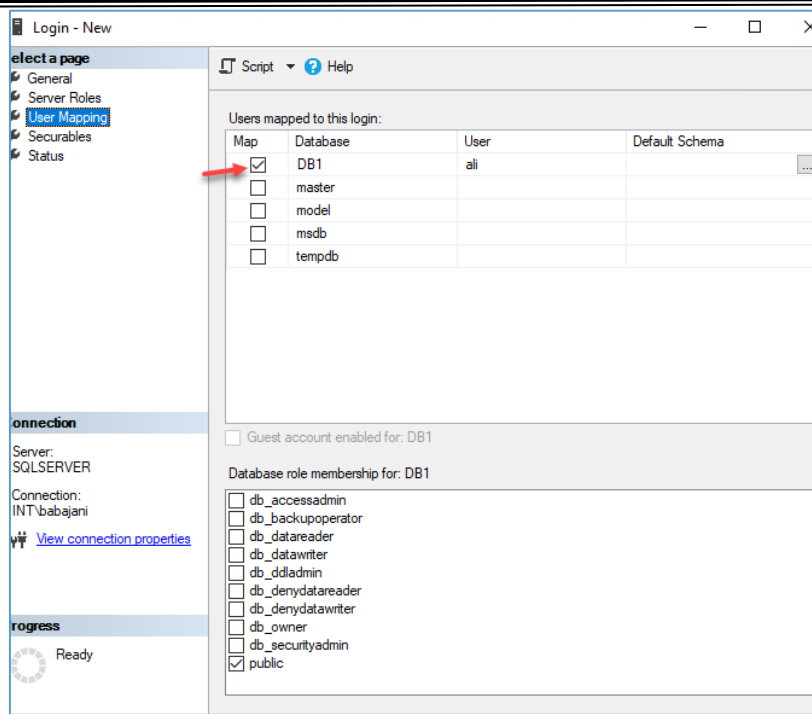 Login - New
elect a page
General
Server Roles
User Mapping
Securables
Status
Script Help
Users mapped to this login:
Map Database User Default Schema
DB1 ali ...
master
model
msdb
tempdb
Guest account enabled for: DB1
Database role membership for: DB1
db_accessadmin
db_backupoperator
db_datareader
db_datawriter
db_ddladmin
db_denydatareader
db_denydatawriter
db_owner
db_securityadmin
public
onnection
Server:
SQLSERVER
Connection:
INT\babajani
View connection properties
rogress
Ready